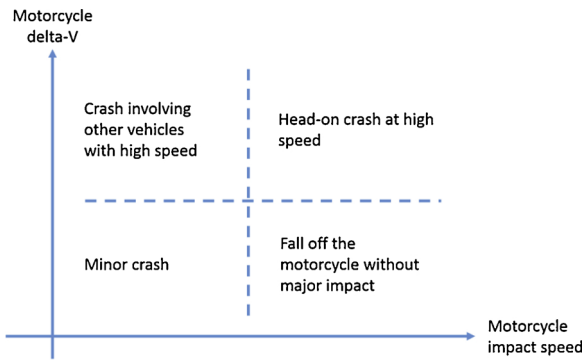 Motorcycle
delta-V
Crash involving
other vehicles
with high speed
Head-on crash at high
speed
Minor crash
Fall off the
motorcycle without
major impact
Motorcycle
impact speed